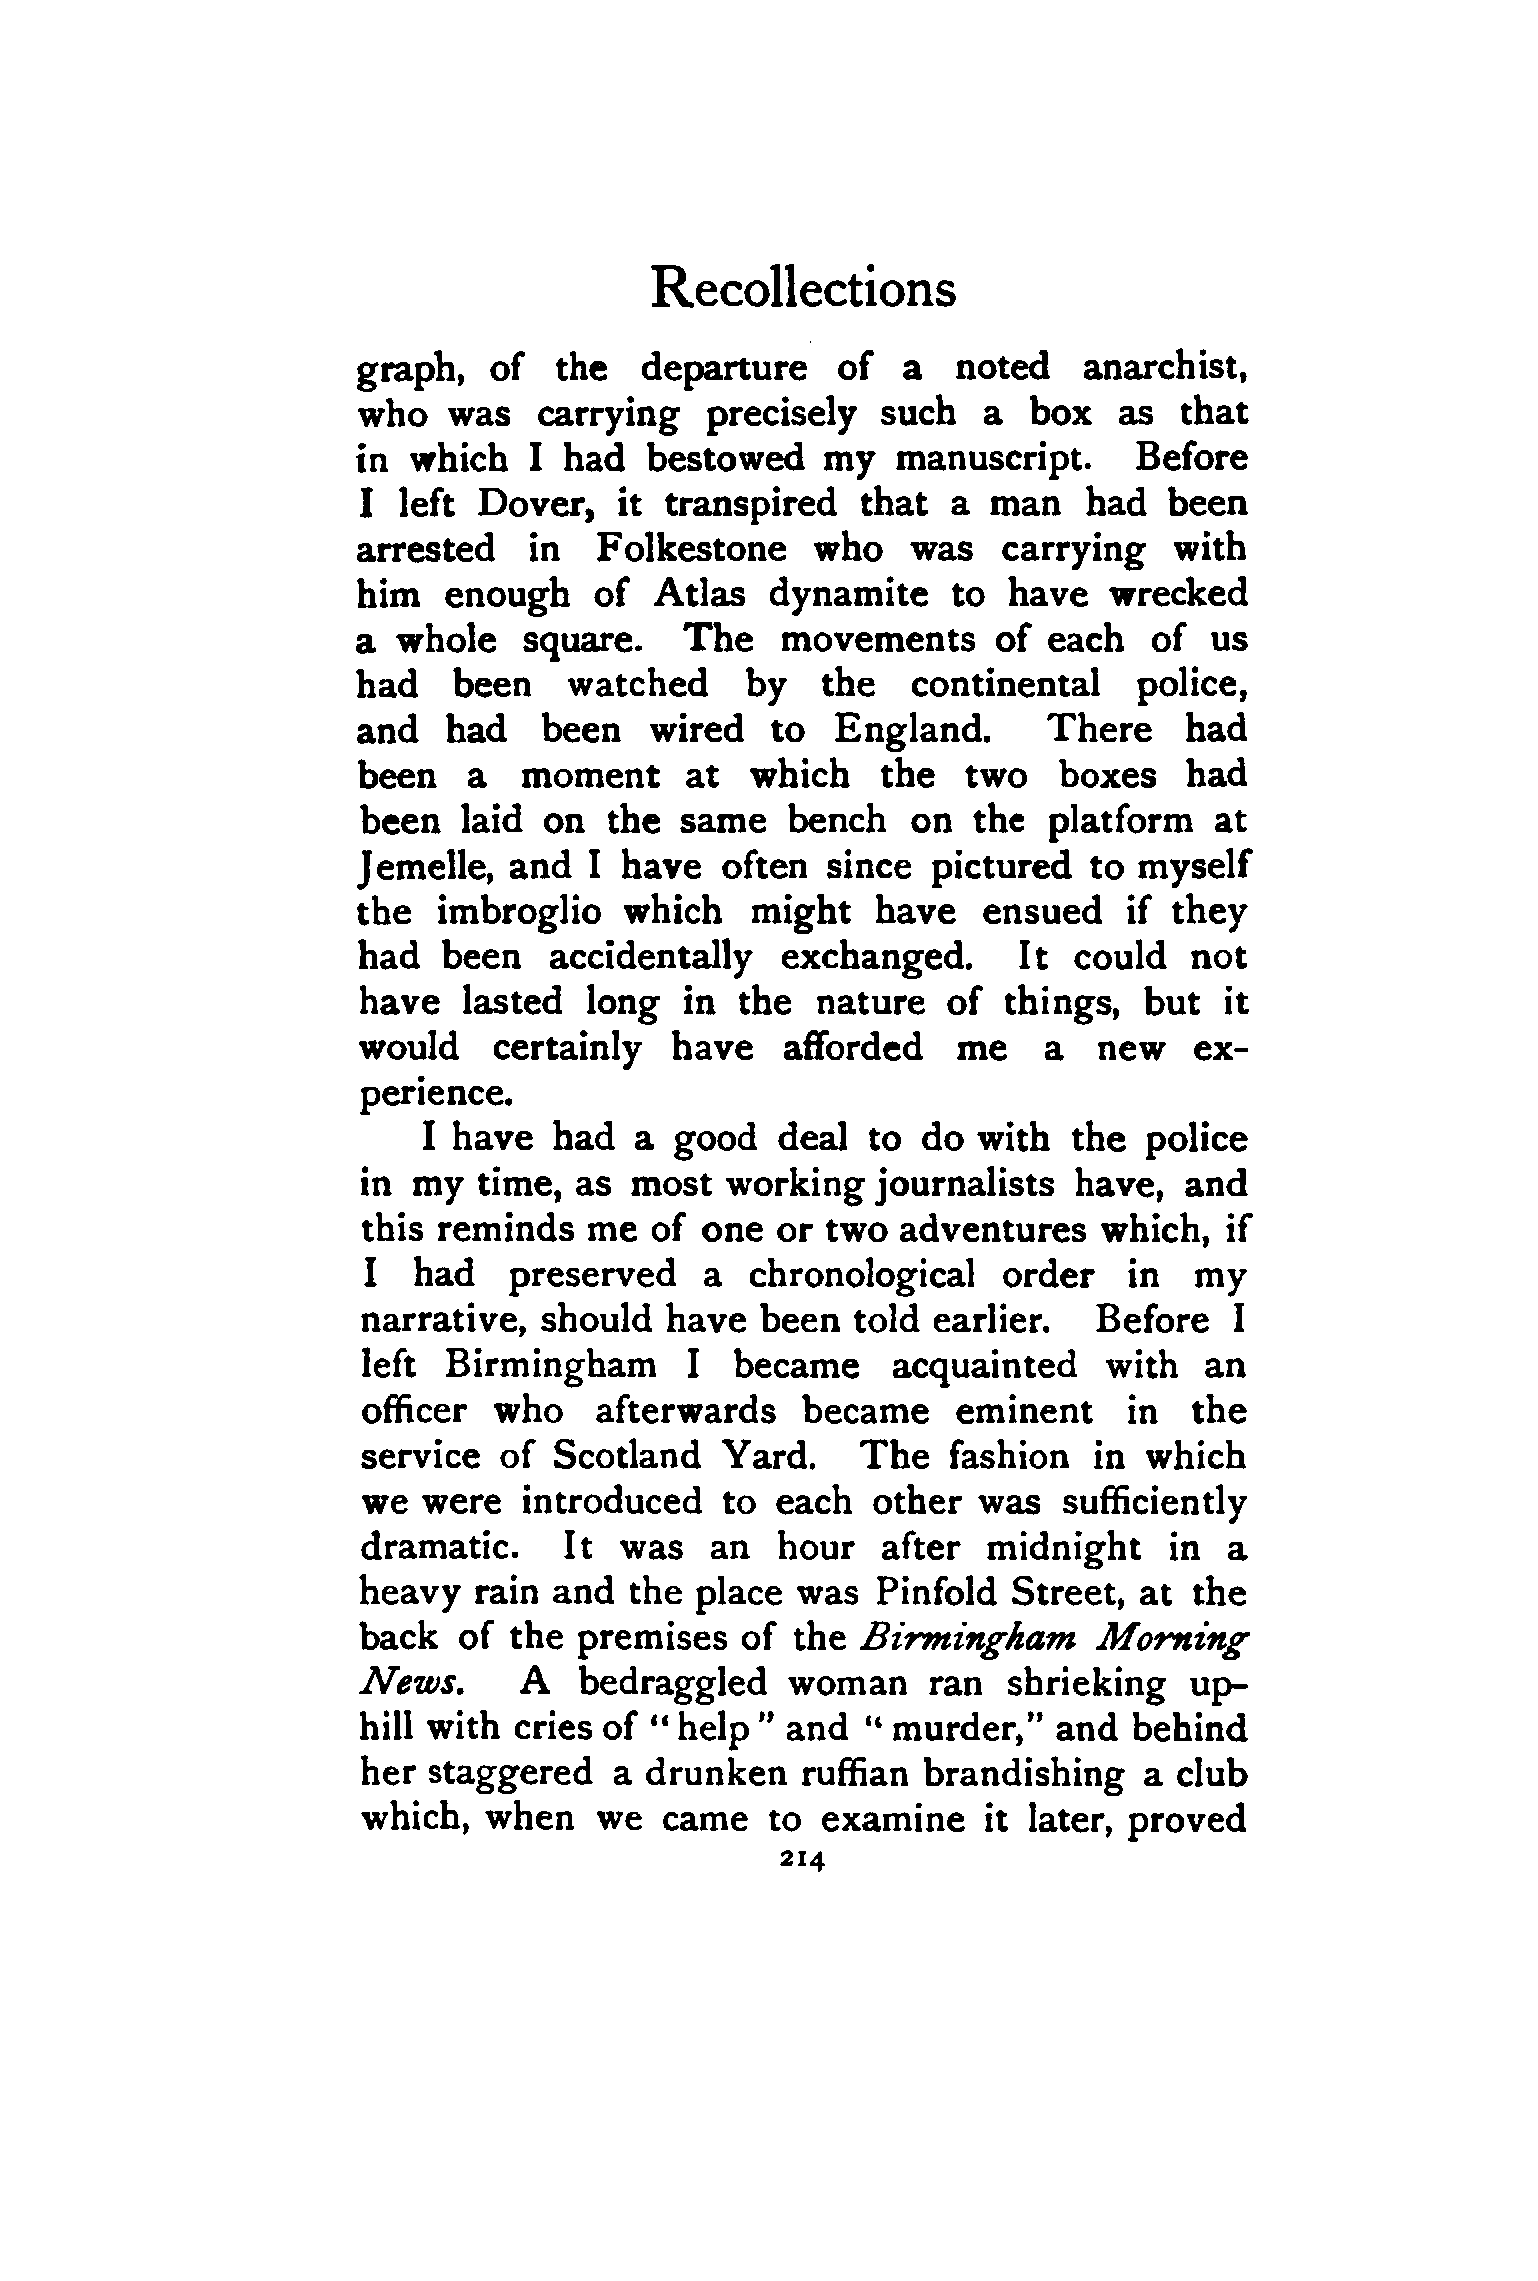 Recollections
graph, of the departure of a noted anarchist,
who was carrying precisely such a box as that
in which I had bestowed my manuscript. Before
I left Dover, it transpired that a man had been
arrested in Folkestone who was carrying with
him enough of Atlas dynamite to have wrecked
a whole square. The movements of each of us
had been watched by the continental police,
and had been wired to England. There had
been a moment at which the two boxes had
been laid on the same bench on the platform at
Jemelle, and I have often since pictured to myself
the imbroglio which might have ensued if they
had been accidentally exchanged. It could not
have lasted long in the nature of things, but it
would certainly have afforded me a new ex-
perience.
I have had a good deal to do with the police
in my time, as most working journalists have, and
this reminds me of one or two adventures which, if
I had preserved a chronological order in my
narrative, should have been told earlier. Before I
left Birmingham I became acquainted with an
officer who afterwards became eminent in the
service of Scotland Yard. The fashion in which
we were introduced to each other was sufficiently
dramatic. It was an hour after midnight in a
heavy rain and the place was Pinfold Street, at the
back of the premises of the Birmingham Morning
News. A bedraggled woman ran shrieking up-
hill with cries of "help" and "murder," and behind
her staggered a drunken ruffian brandishing a club
which, when we came to examine it later, proved
214